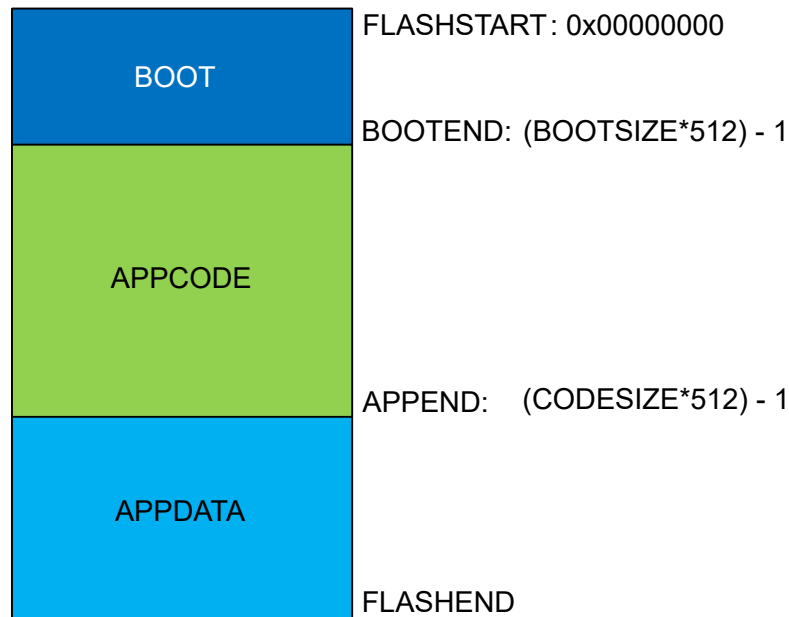 FLASHSTART: 0x00000000
BOOT
BOOTEND: (BOOTSIZE*512) - 1
APPCODE
APPEND: (CODESIZE*512) - 1
APPDATA
FLASHEND